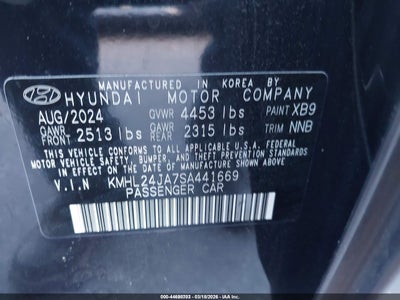 MANUFACTURED IN KOREA BY
HYUNDAI MOTOR COMPANY
AUG/2024 GVWR 4453 lbs PAINT XB9
GAWR FRONT 2513 lbs GAWR REAR 2315 lbs TRIM NNB
THIS VEHICLE CONFORMS TO ALL APPLICABLE U.S.A. FEDERAL
MOTOR VEHICLE SAFETY, BUMPER, AND THEFT PREVENTION
STANDARDS IN EFFECT ON THE DATE OF MANUFACTURE
SHOWN ABOVE.
V.I.N KMHL24JA7SA441669
PASSENGER CAR
ID: 44680393 - 03/18/2026 - © IAA, Inc.